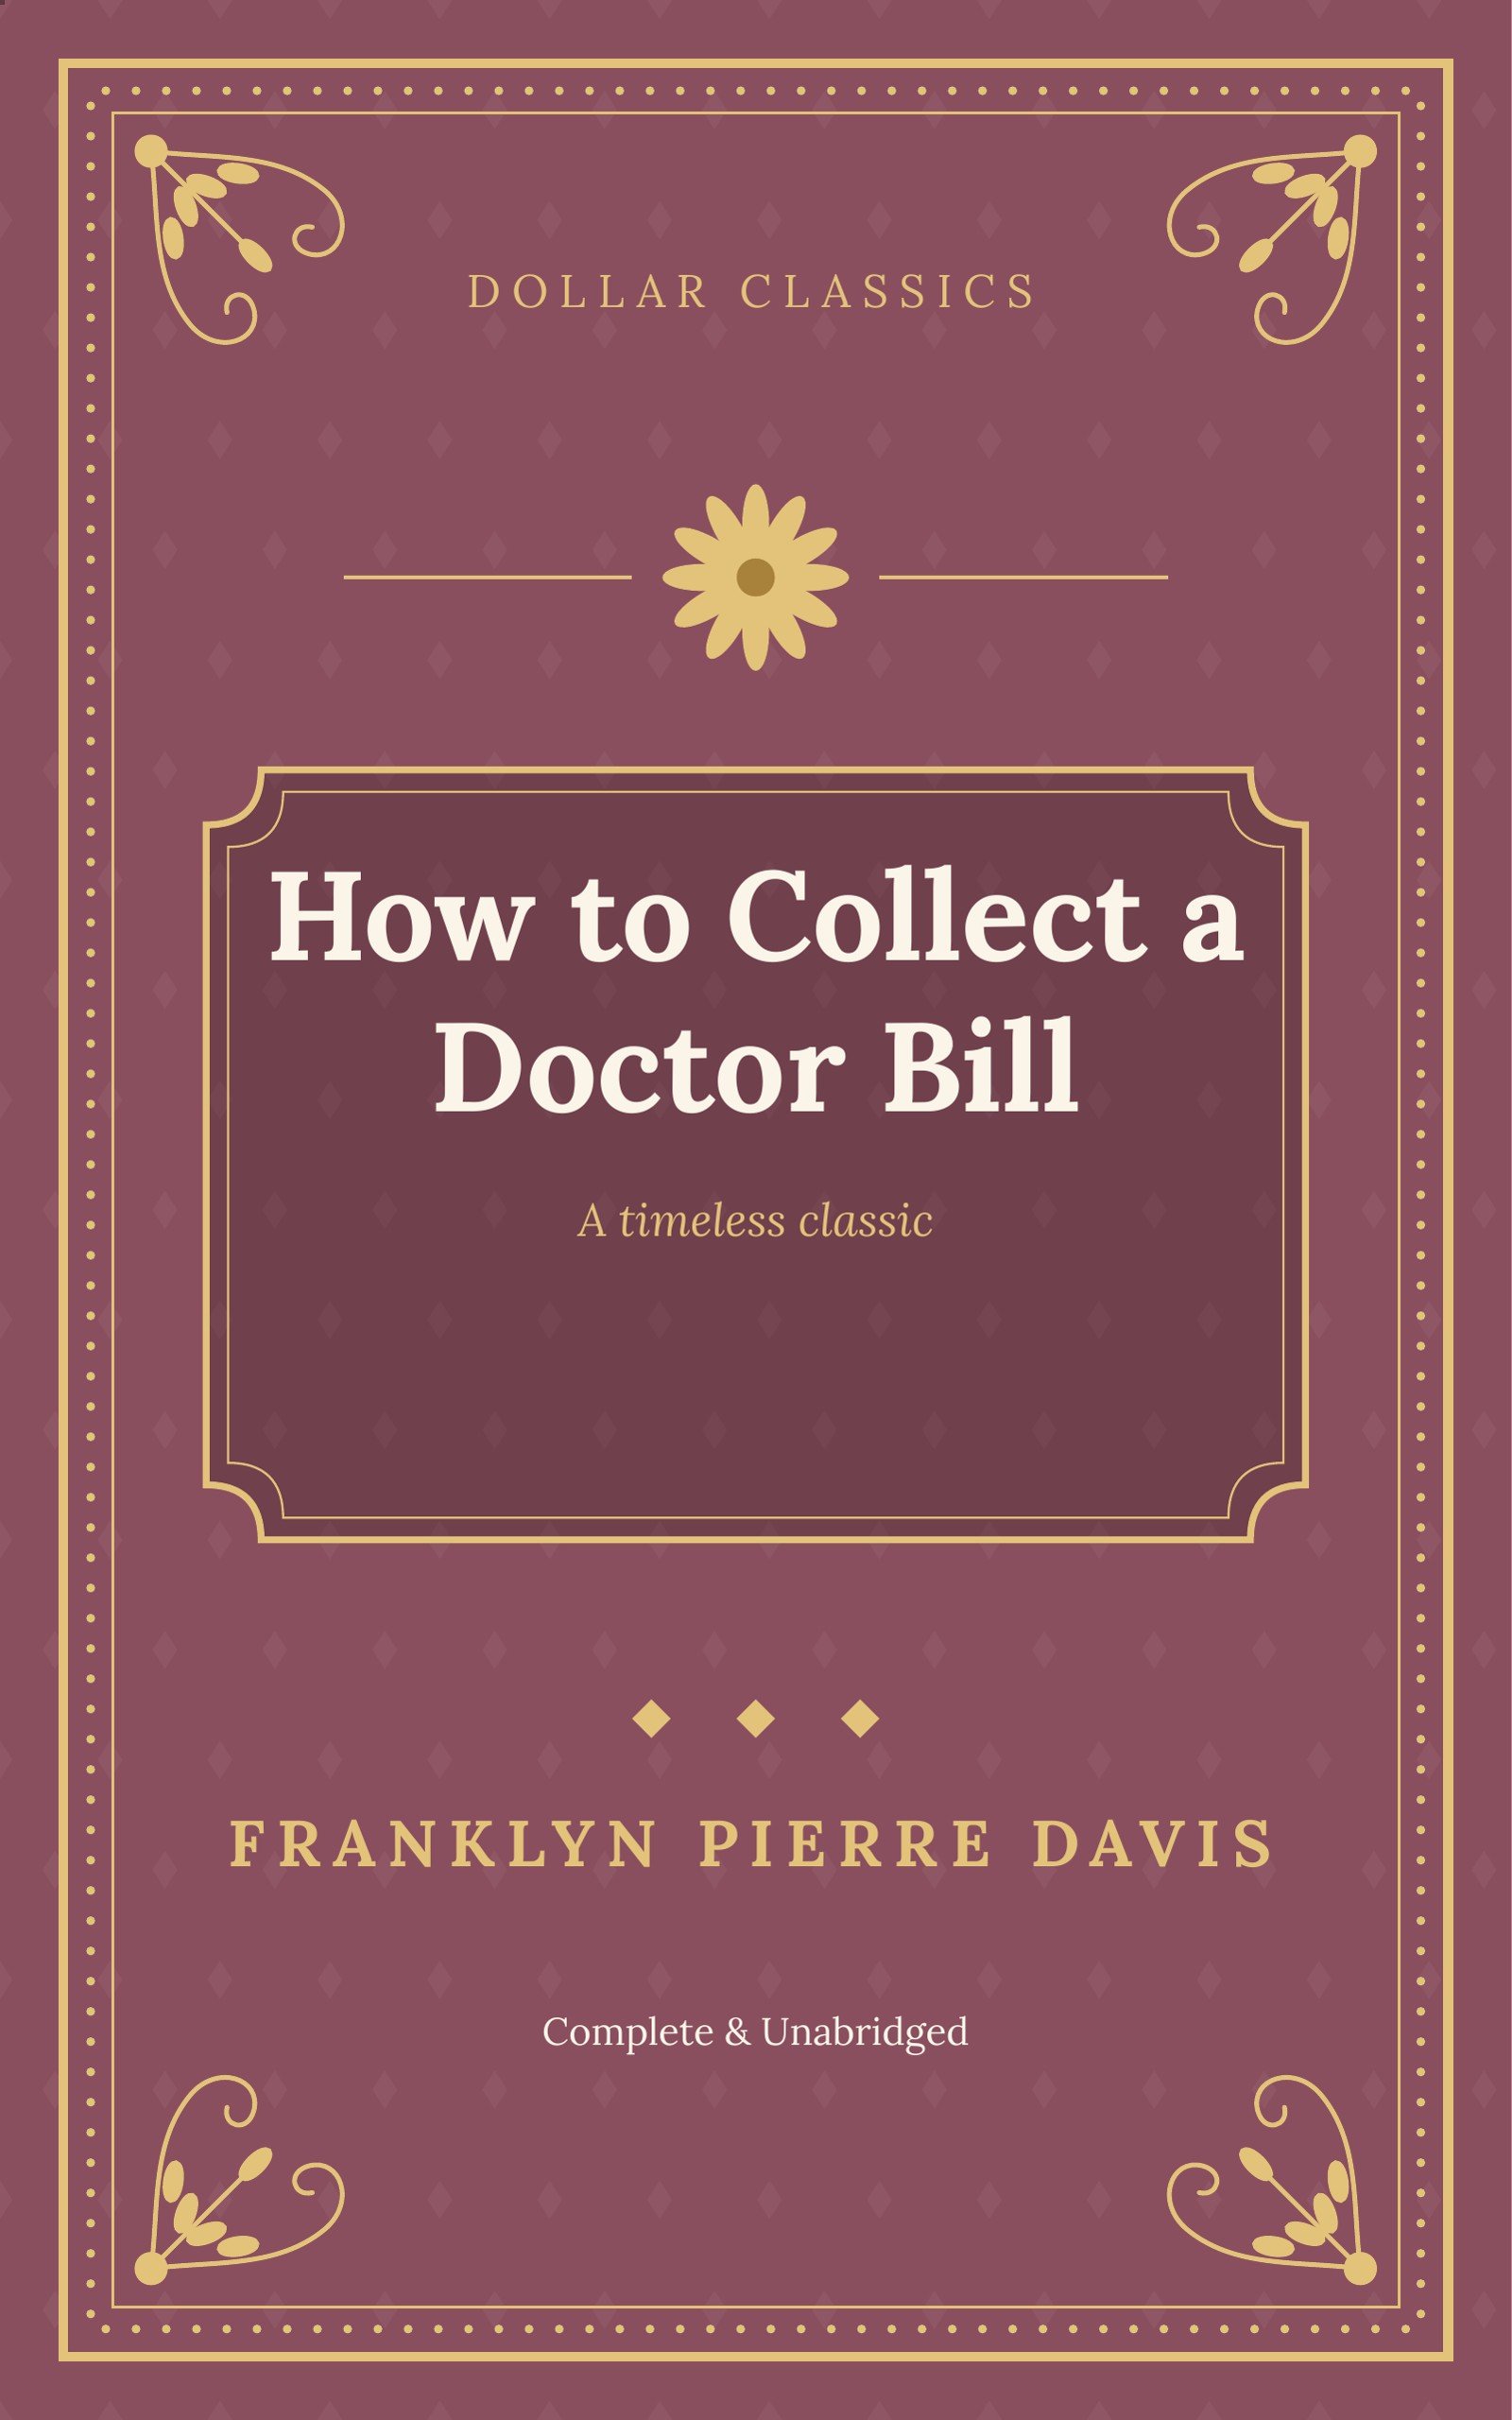 DOLLAR CLASSICS
How to Collect a
Doctor Bill
A timeless classic
FRANKLYN PIERRE DAVIS
Complete & Unabridged